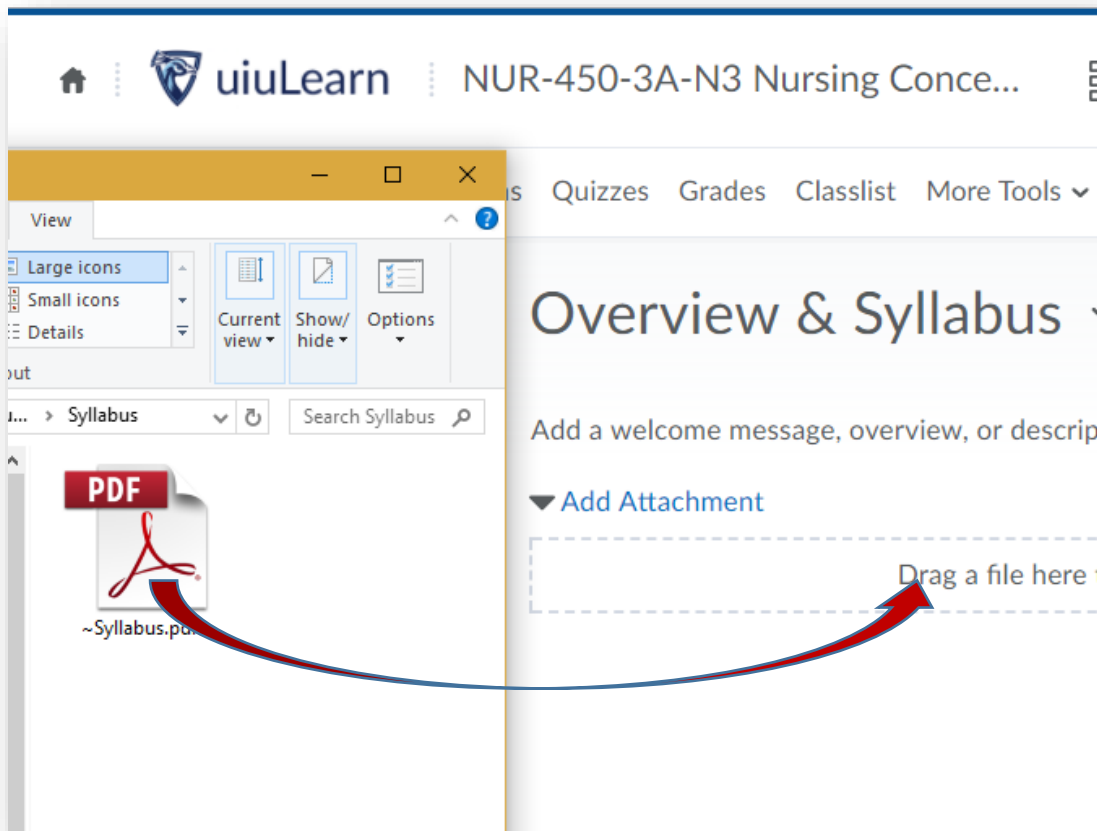 uiuLearn
NUR-450-3A-N3 Nursing Conce...
Quizzes Grades Classlist More Tools
View
Large icons
Small icons
Details
Current view
Show/ hide
Options
Syllabus
Search Syllabus
Overview & Syllabus
Add a welcome message, overview, or descrip
Add Attachment
Drag a file here
PDF
~Syllabus.pd